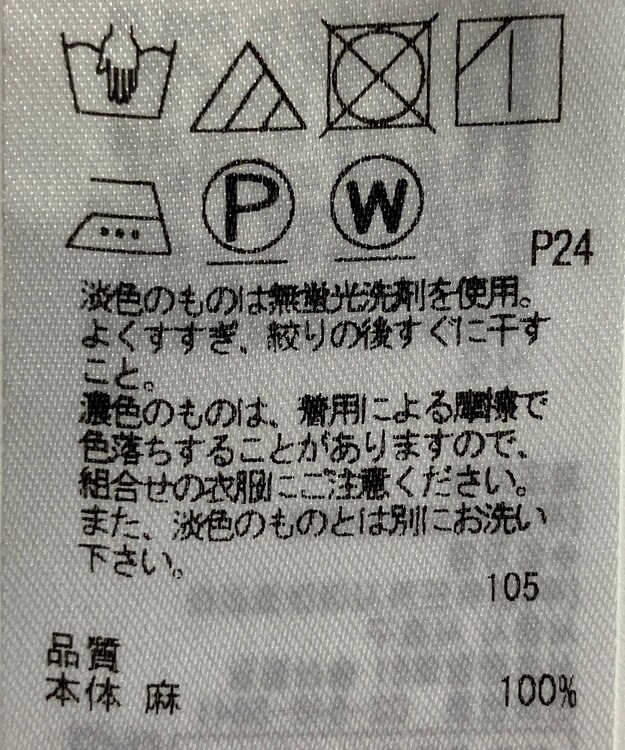 P W
P24
淡色のものは無蛍光洗剤を使用。
よくすすぎ、絞りの後すぐに干す
こと。
濃色のものは、着用による摩擦で
色落ちすることがありますので、
組合せの衣服にご注意ください。
また、淡色のものとは別にお洗い
下さい。
105
品質
本体 麻 100%